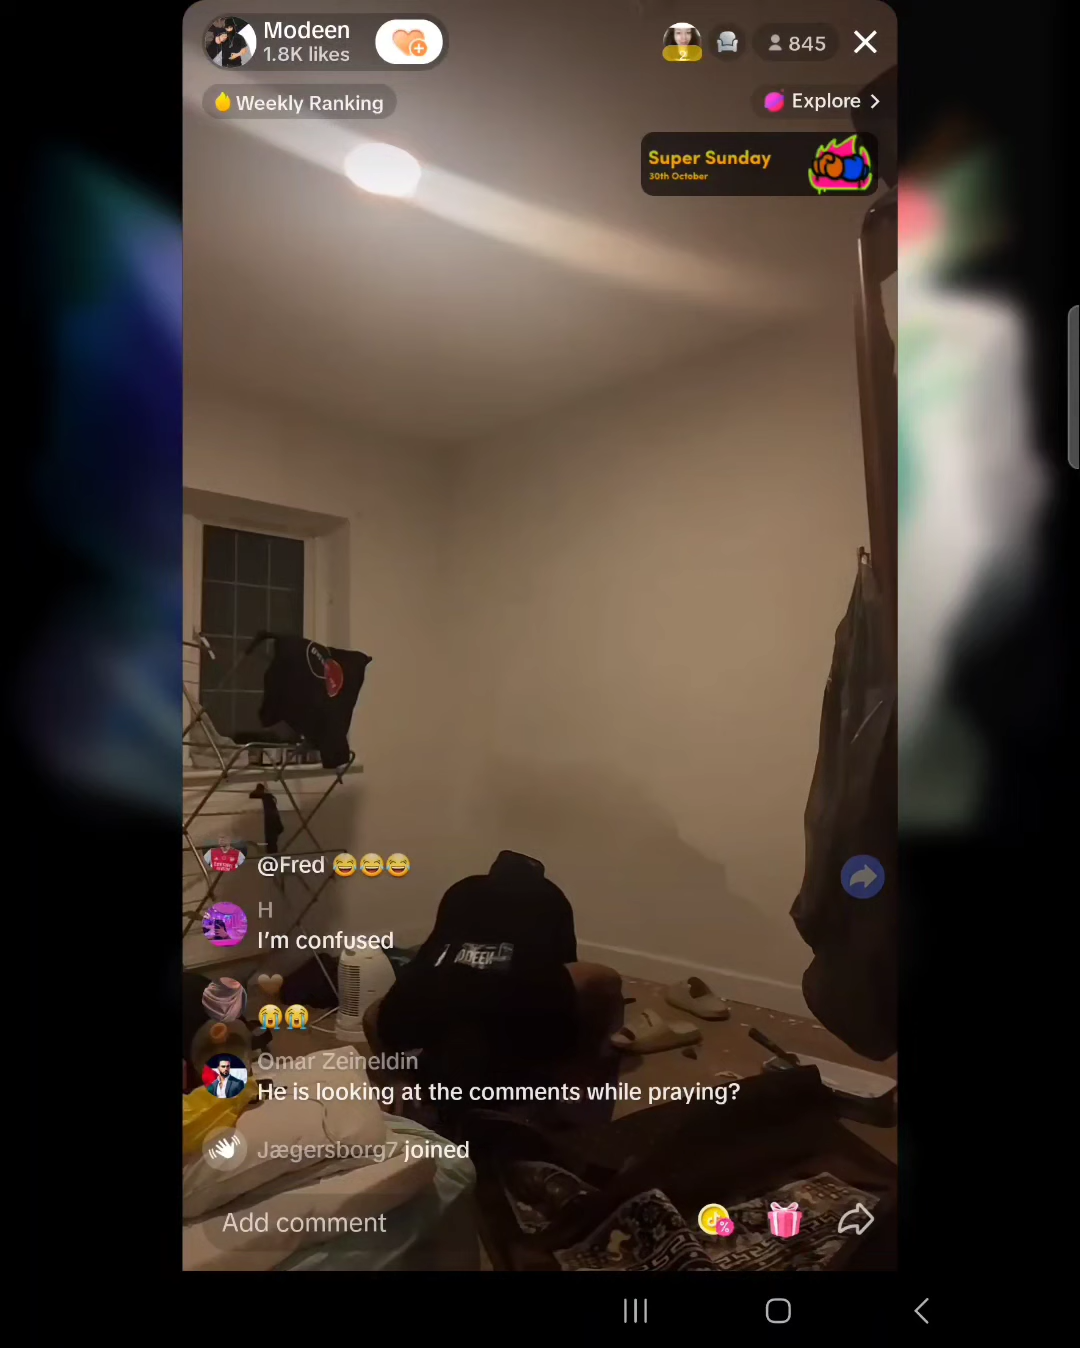 Modeen
1.8K likes
2
845
Weekly Ranking
Explore >
Super Sunday
30th October
@Fred 😂😂😂
H
I'm confused
🤎
😭😭
Omar Zeineldin
He is looking at the comments while praying?
Jægersborg7 joined
Add comment